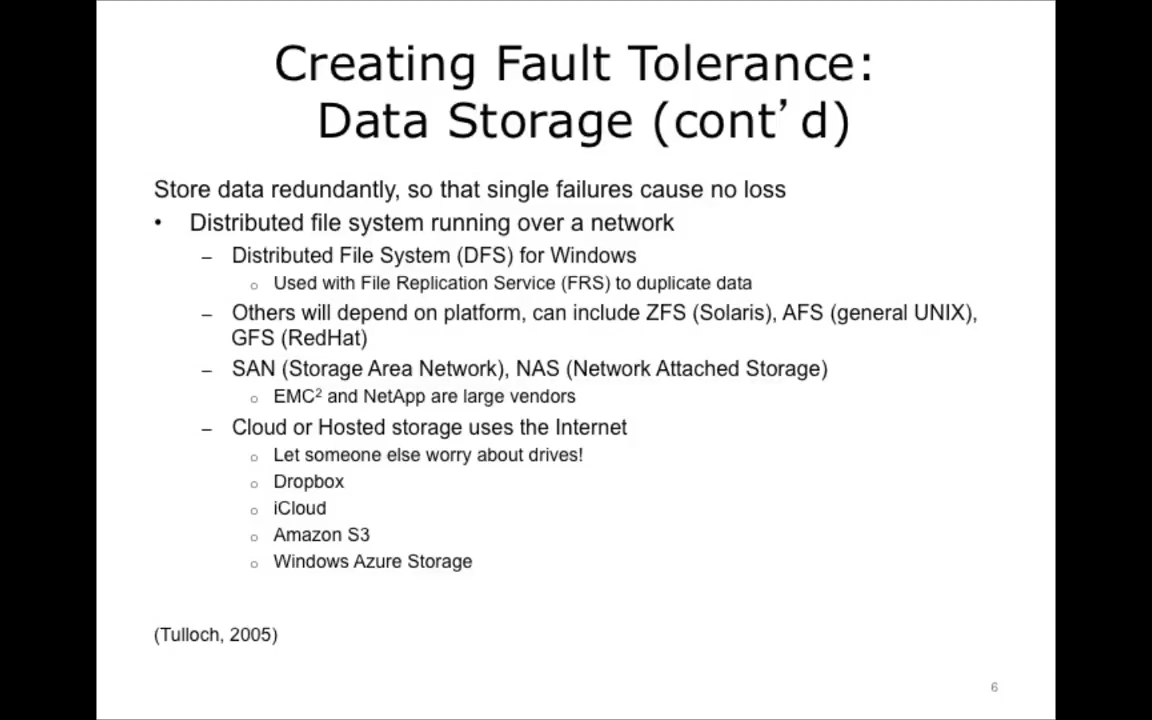 Creating Fault Tolerance:
Data Storage (cont’d)
Store data redundantly, so that single failures cause no loss
• Distributed file system running over a network
– Distributed File System (DFS) for Windows
○ Used with File Replication Service (FRS) to duplicate data
– Others will depend on platform, can include ZFS (Solaris), AFS (general UNIX),
GFS (RedHat)
– SAN (Storage Area Network), NAS (Network Attached Storage)
○ EMC² and NetApp are large vendors
– Cloud or Hosted storage uses the Internet
○ Let someone else worry about drives!
○ Dropbox
○ iCloud
○ Amazon S3
○ Windows Azure Storage
(Tulloch, 2005)
6